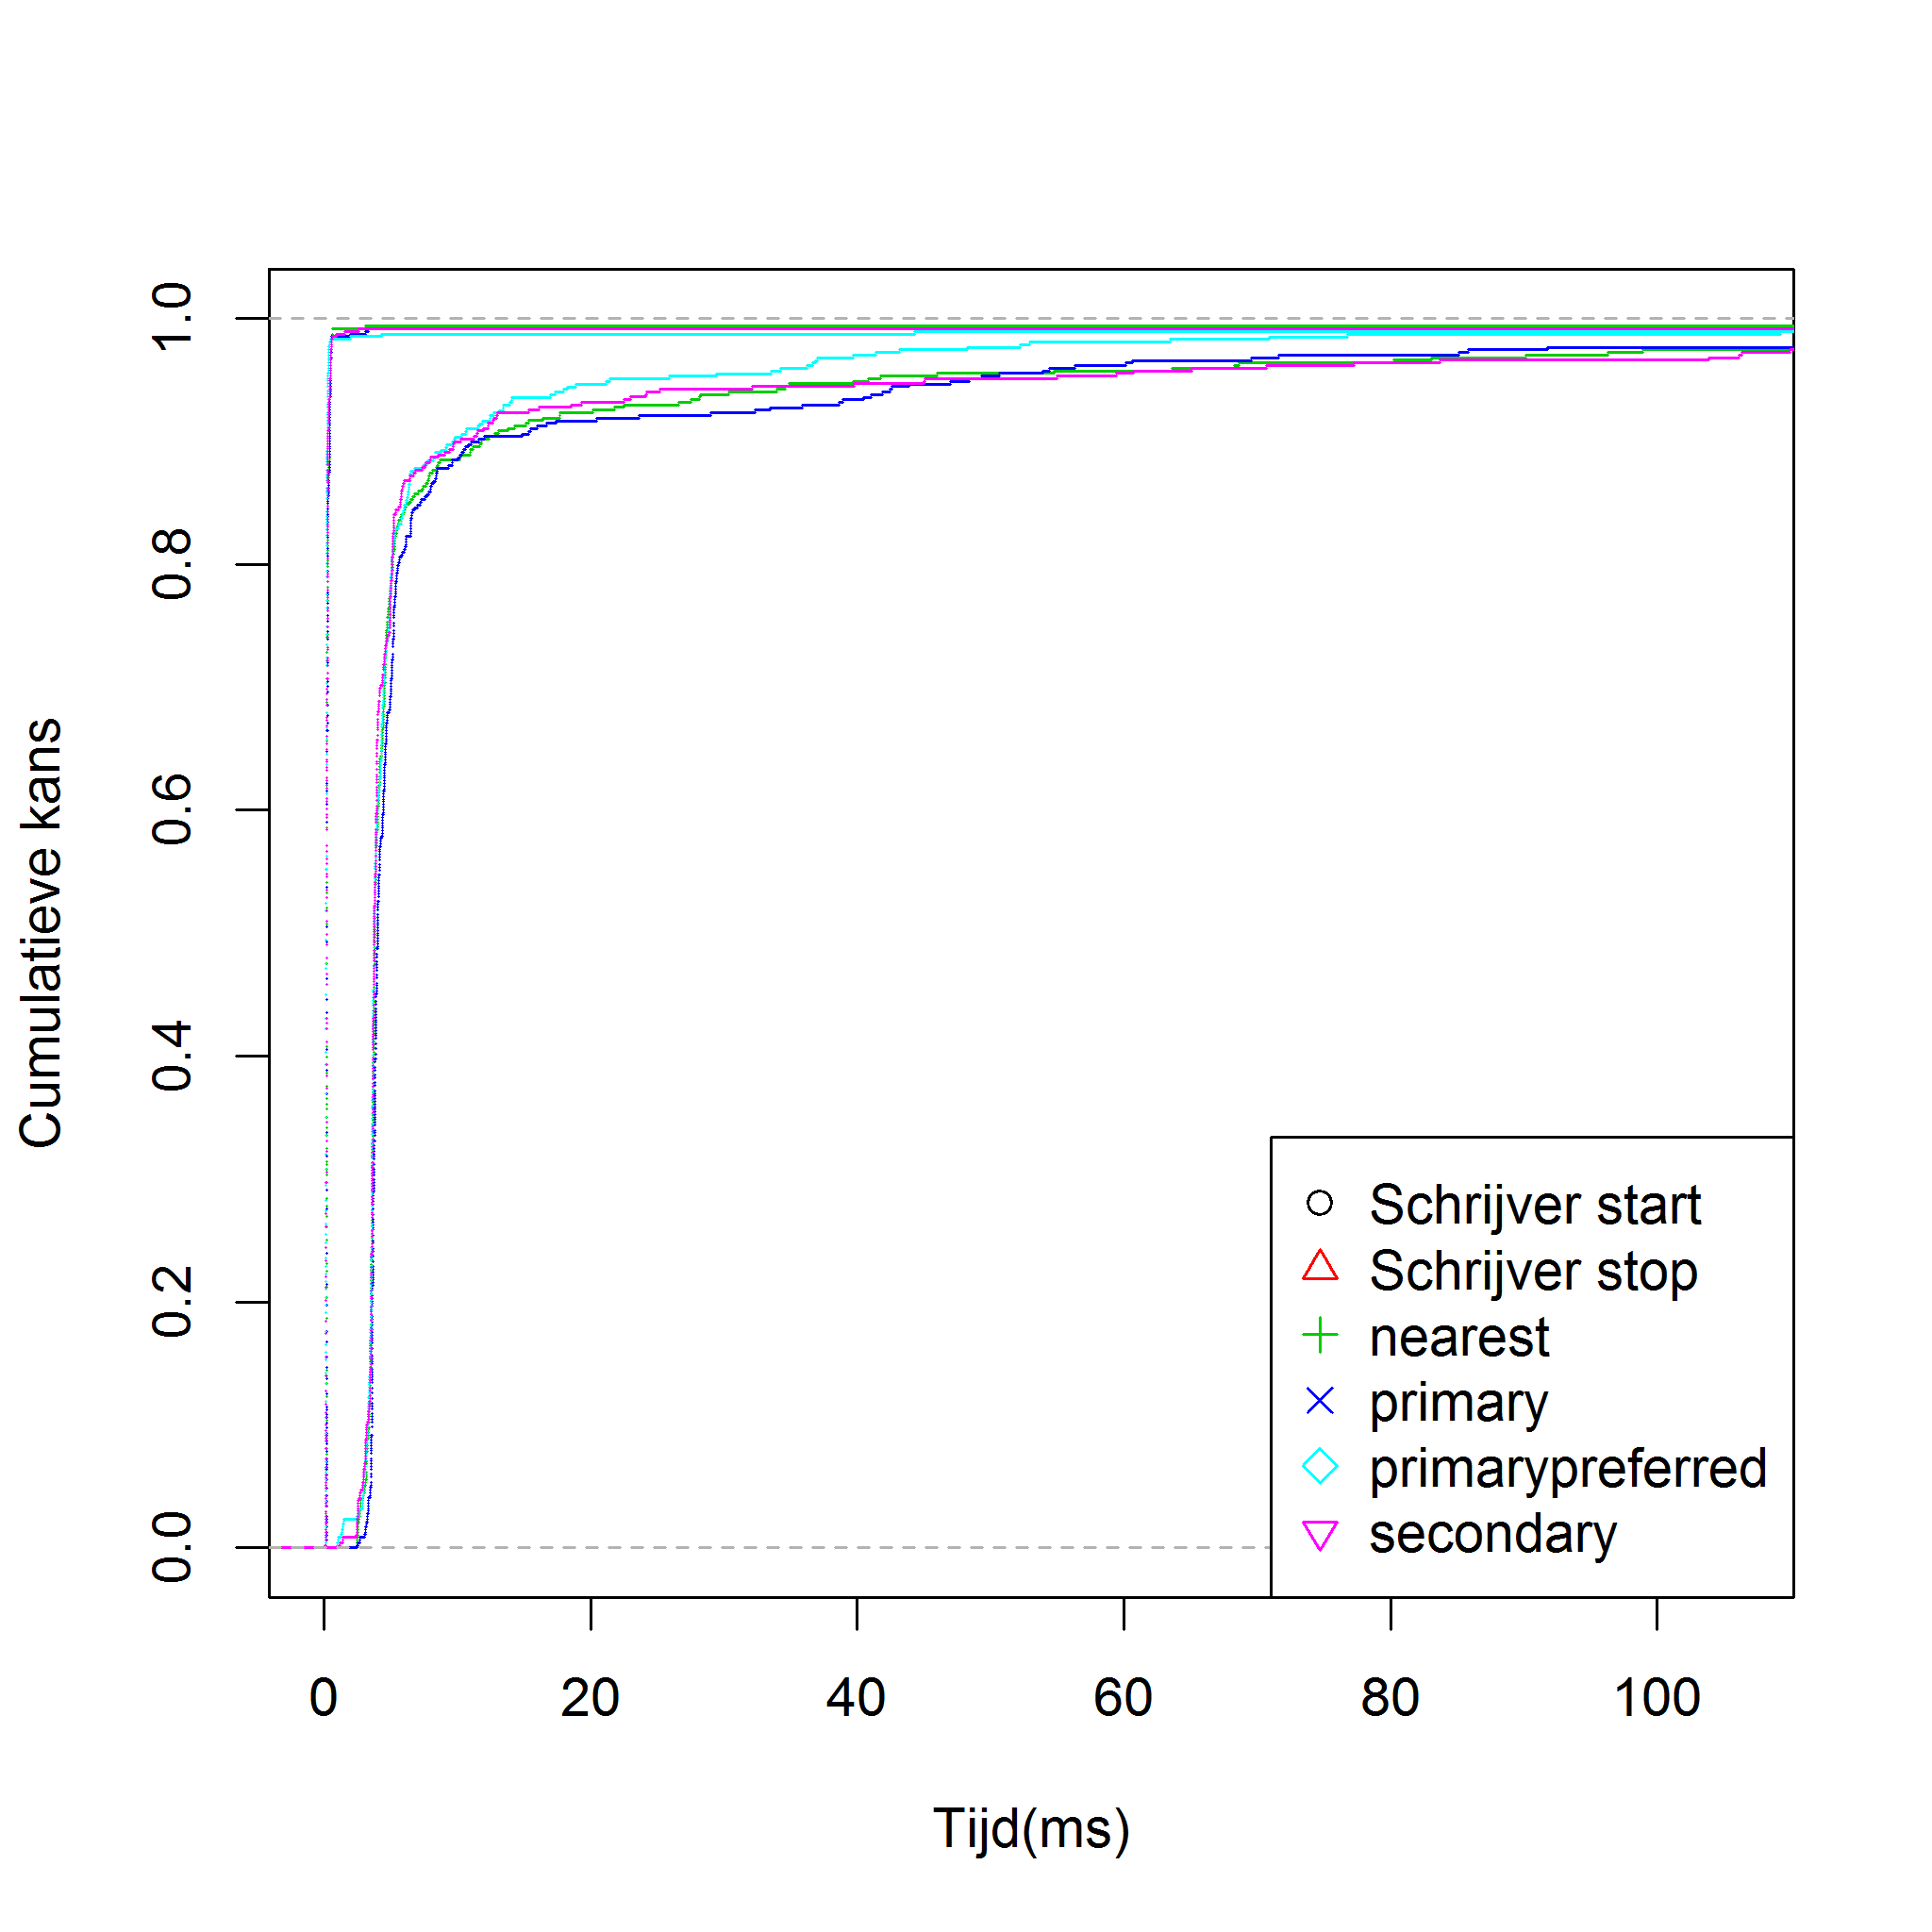 Cumulatieve kans
1.0
0.8
0.6
0.4
0.2
0.0
Schrijver start
Schrijver stop
nearest
primary
primarypreferred
secondary
0 20 40 60 80 100
Tijd(ms)